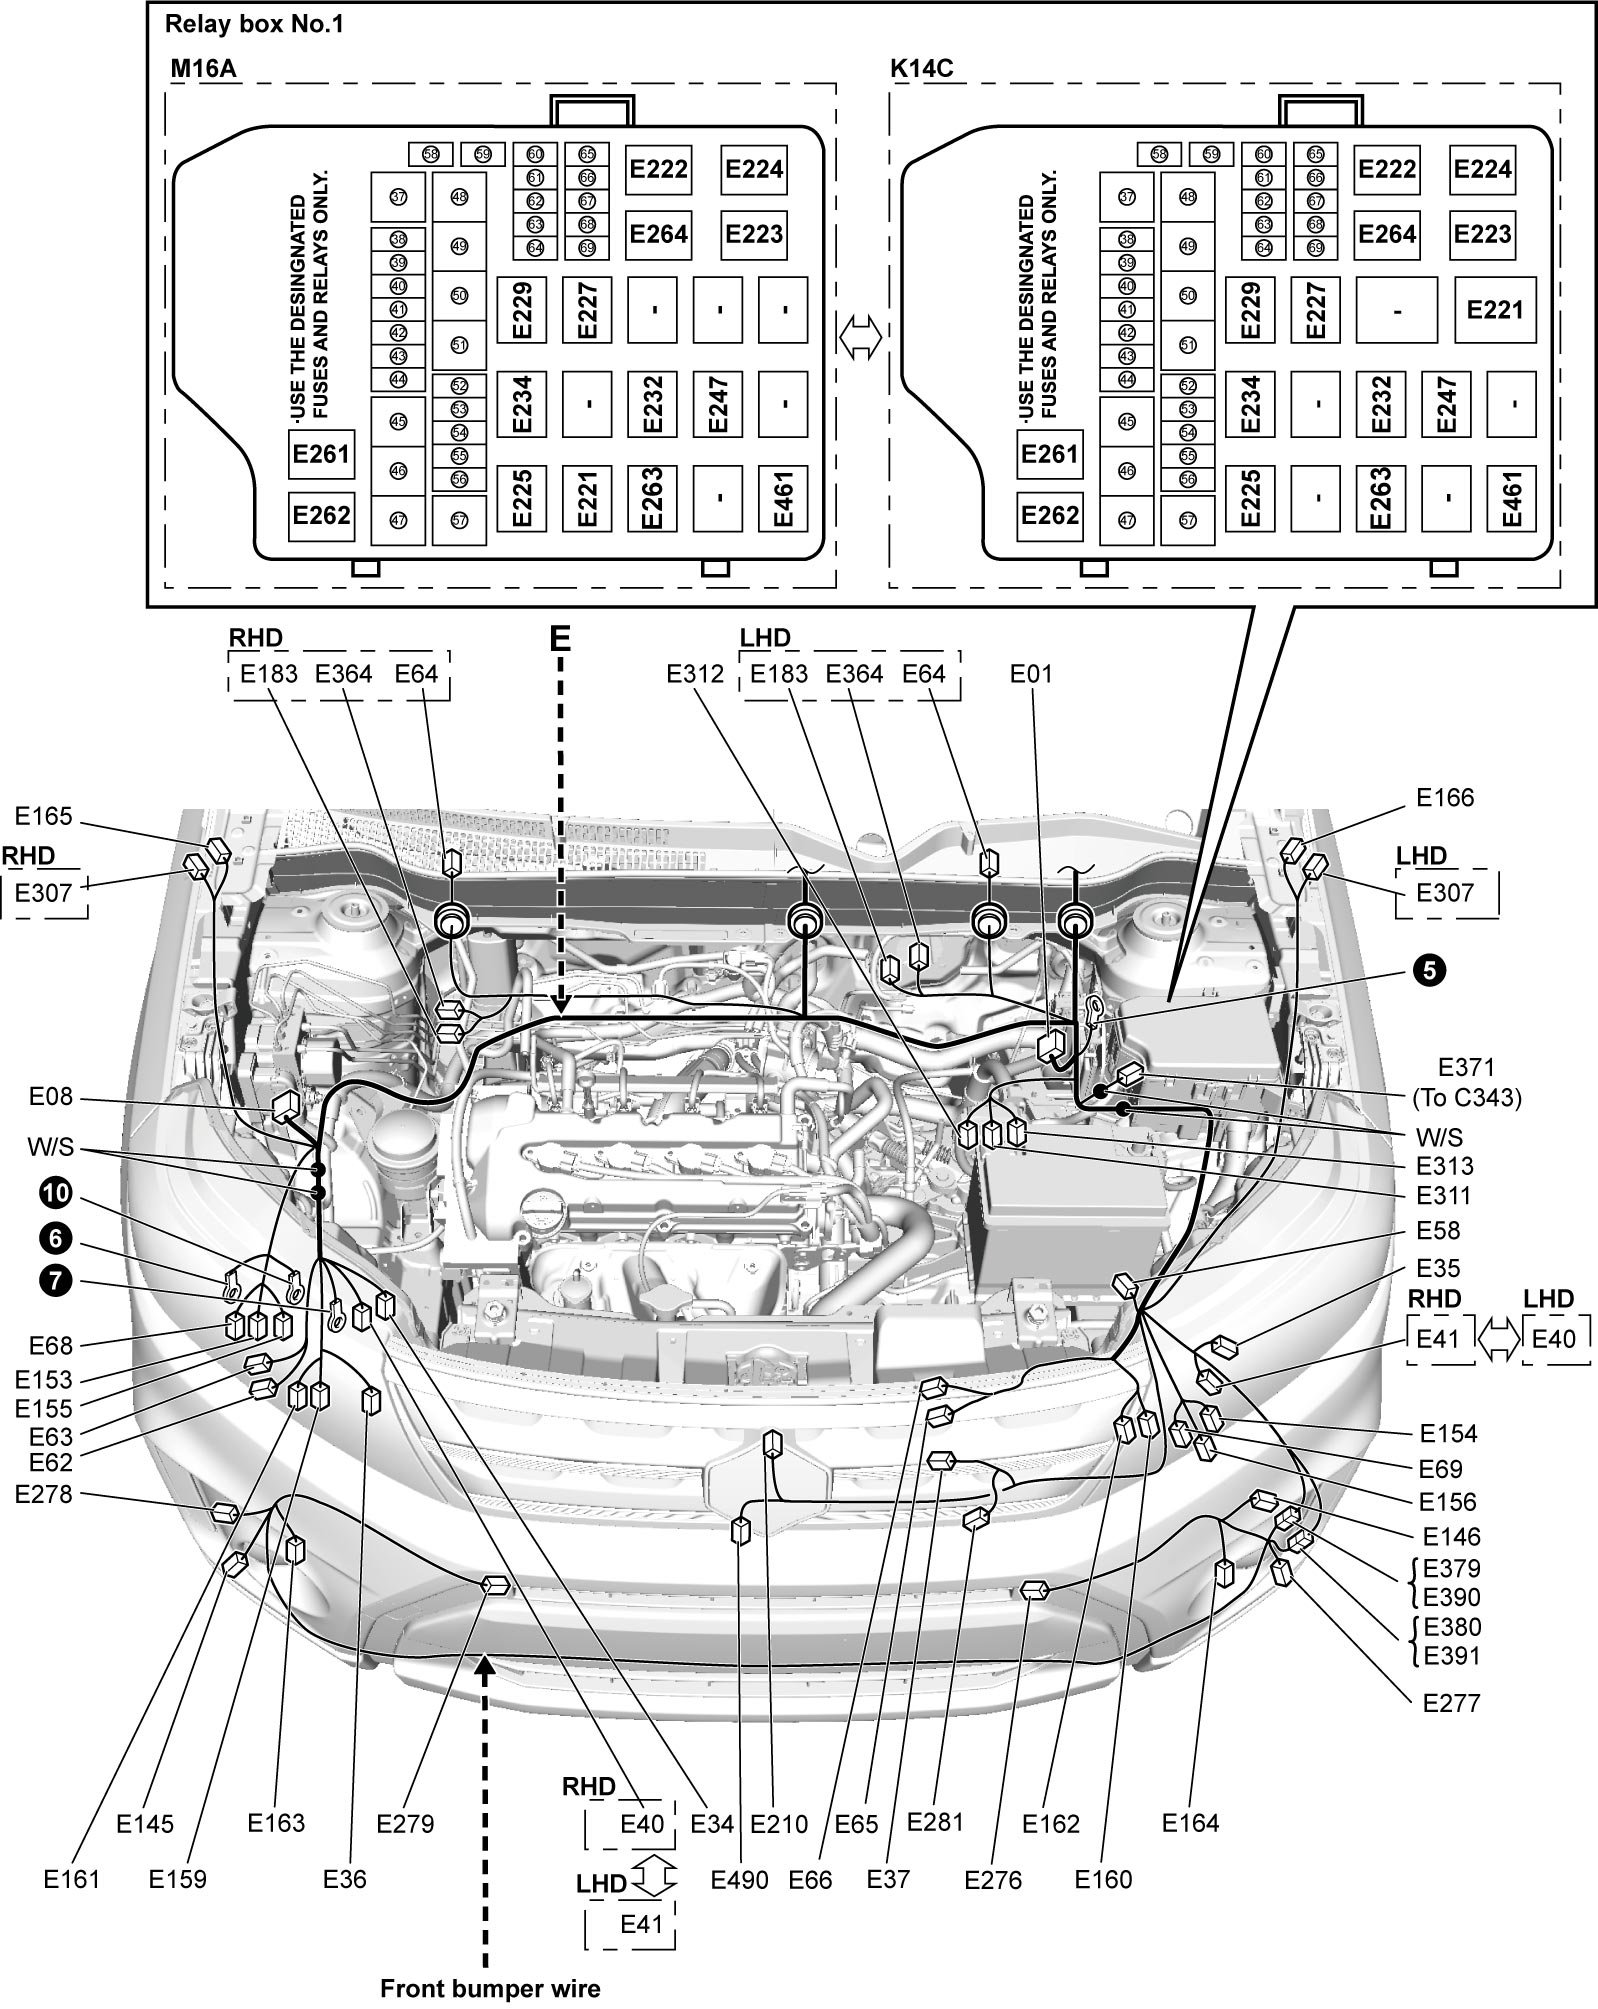 Relay box No.1
M16A
·USE THE DESINGNATED
FUSES AND RELAYS ONLY.
58 59 60 65
61 66
37 48 62 67
63 68
38 49 64 69
39
40 50
41
42 51
43
44 52
45 53
54
46 55
56
47 57
E222 E224
E264 E223
E229 E227 - - -
E234 - E232 E247 -
E261
E262
E225 E221 E263 - E461
K14C
·USE THE DESINGNATED
FUSES AND RELAYS ONLY.
58 59 60 65
61 66
37 48 62 67
63 68
38 49 64 69
39
40 50
41
42 51
43
44 52
45 53
54
46 55
56
47 57
E222 E224
E264 E223
E229 E227 - E221
E234 - E232 E247 -
E261
E262
E225 - E263 - E461
RHD
E183 E364 E64
E
E312
LHD
E183 E364 E64
E01
E165
RHD
E307
E08
W/S
10
6
7
E68
E153
E155
E63
E62
E278
E166
LHD
E307
5
E371
(To C343)
W/S
E313
E311
E58
E35
RHD LHD
E41 E40
E154
E69
E156
E146
E379
E390
E380
E391
E277
E161
E145
E159
E163
E36
E279
RHD
E40
LHD
E41
E34
E490
E210
E66
E65
E37
E281
E276
E162
E160
E164
Front bumper wire